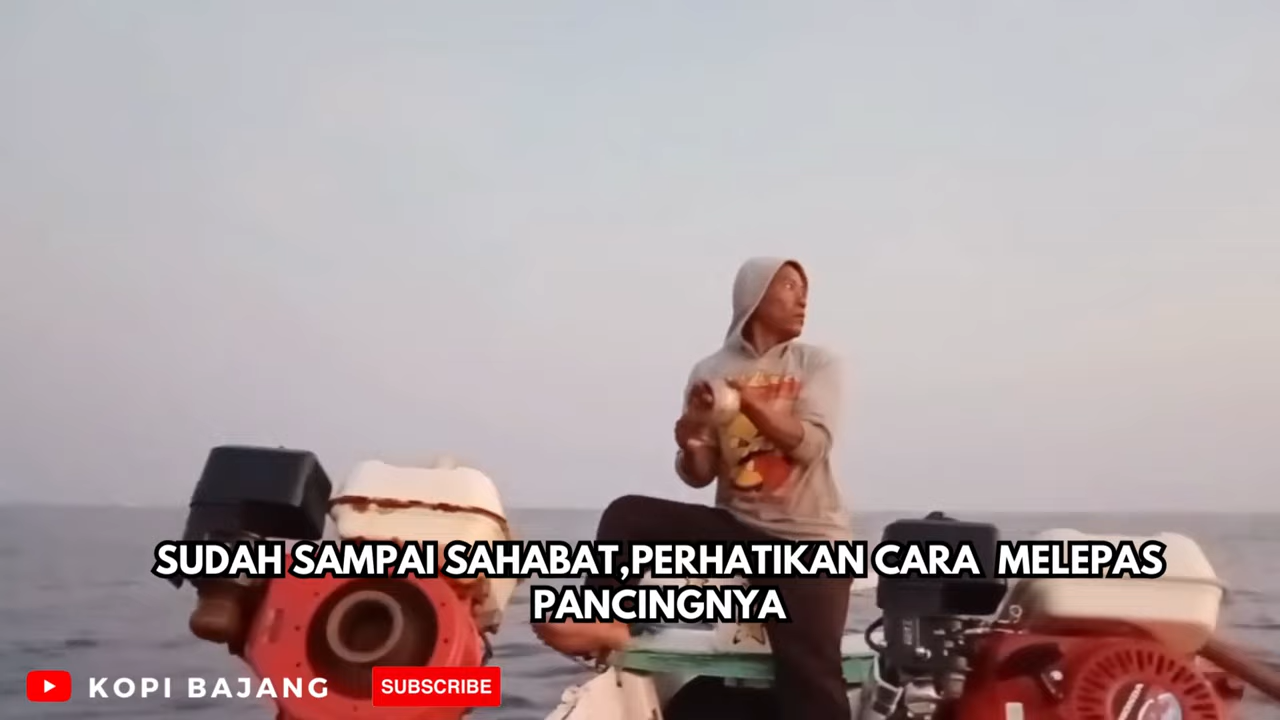 SUDAH SAMPAI SAHABAT,PERHATIKAN CARA MELEPAS
PANCINGNYA
KOPI BAJANG
SUBSCRIBE